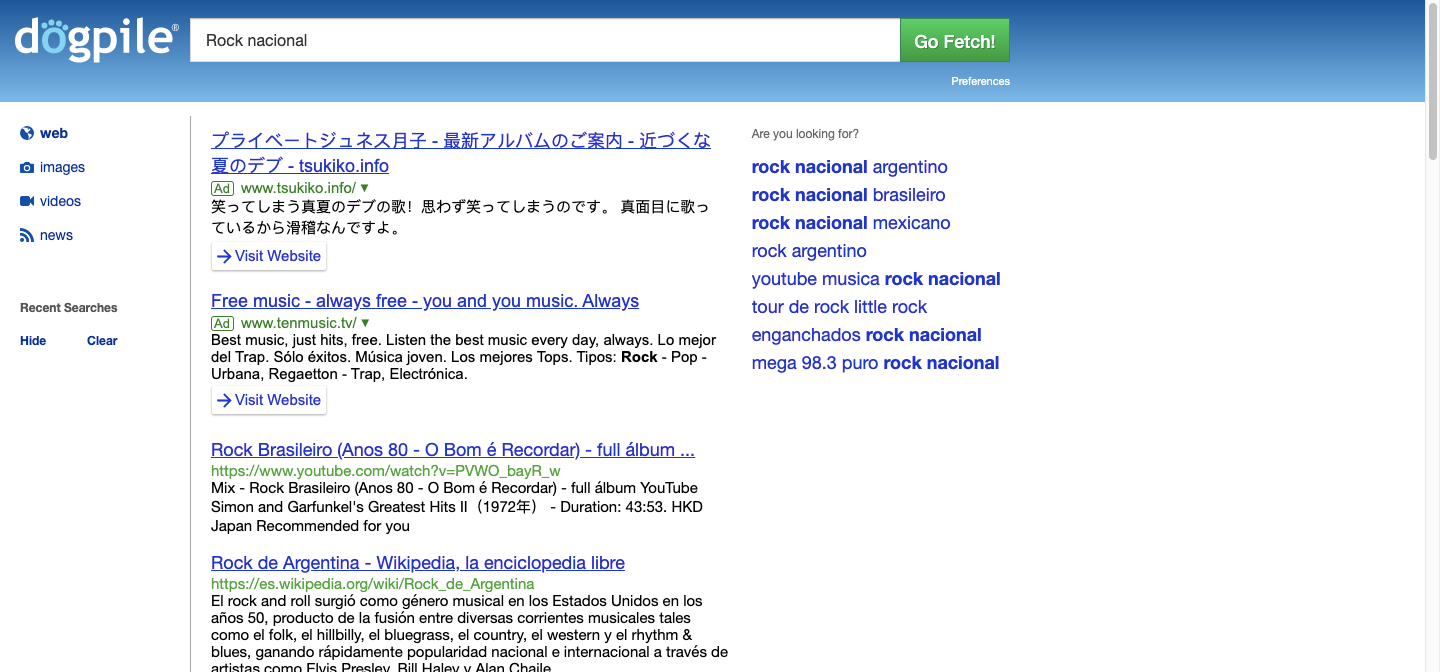 dogpile®
Rock nacional
Go Fetch!
Preferences
web
images
videos
news
Recent Searches
Hide
Clear
プライベートジュネス月子 - 最新アルバムのご案内 - 近づくな
夏のデブ - tsukiko.info
Ad www.tsukiko.info/ ▼
笑ってしまう真夏のデブの歌! 思わず笑ってしまうのです。 真面目に歌っ
ているから滑稽なんですよ。
Visit Website
Free music - always free - you and you music. Always
Ad www.tenmusic.tv/ ▼
Best music, just hits, free. Listen the best music every day, always. Lo mejor
del Trap. Sólo éxitos. Música joven. Los mejores Tops. Tipos: Rock - Pop -
Urbana, Regaetton - Trap, Electrónica.
Visit Website
Rock Brasileiro (Anos 80 - O Bom é Recordar) - full álbum ...
https://www.youtube.com/watch?v=PVWO_bayR_w
Mix - Rock Brasileiro (Anos 80 - O Bom é Recordar) - full álbum YouTube
Simon and Garfunkel's Greatest Hits II（1972年） - Duration: 43:53. HKD
Japan Recommended for you
Rock de Argentina - Wikipedia, la enciclopedia libre
https://es.wikipedia.org/wiki/Rock_de_Argentina
El rock and roll surgió como género musical en los Estados Unidos en los
años 50, producto de la fusión entre diversas corrientes musicales tales
como el folk, el hillbilly, el bluegrass, el country, el western y el rhythm &
blues, ganando rápidamente popularidad nacional e internacional a través de
artistas como Elvis Presley, Bill Haley y Alan Chaile
Are you looking for?
rock nacional argentino
rock nacional brasileiro
rock nacional mexicano
rock argentino
youtube musica rock nacional
tour de rock little rock
enganchados rock nacional
mega 98.3 puro rock nacional